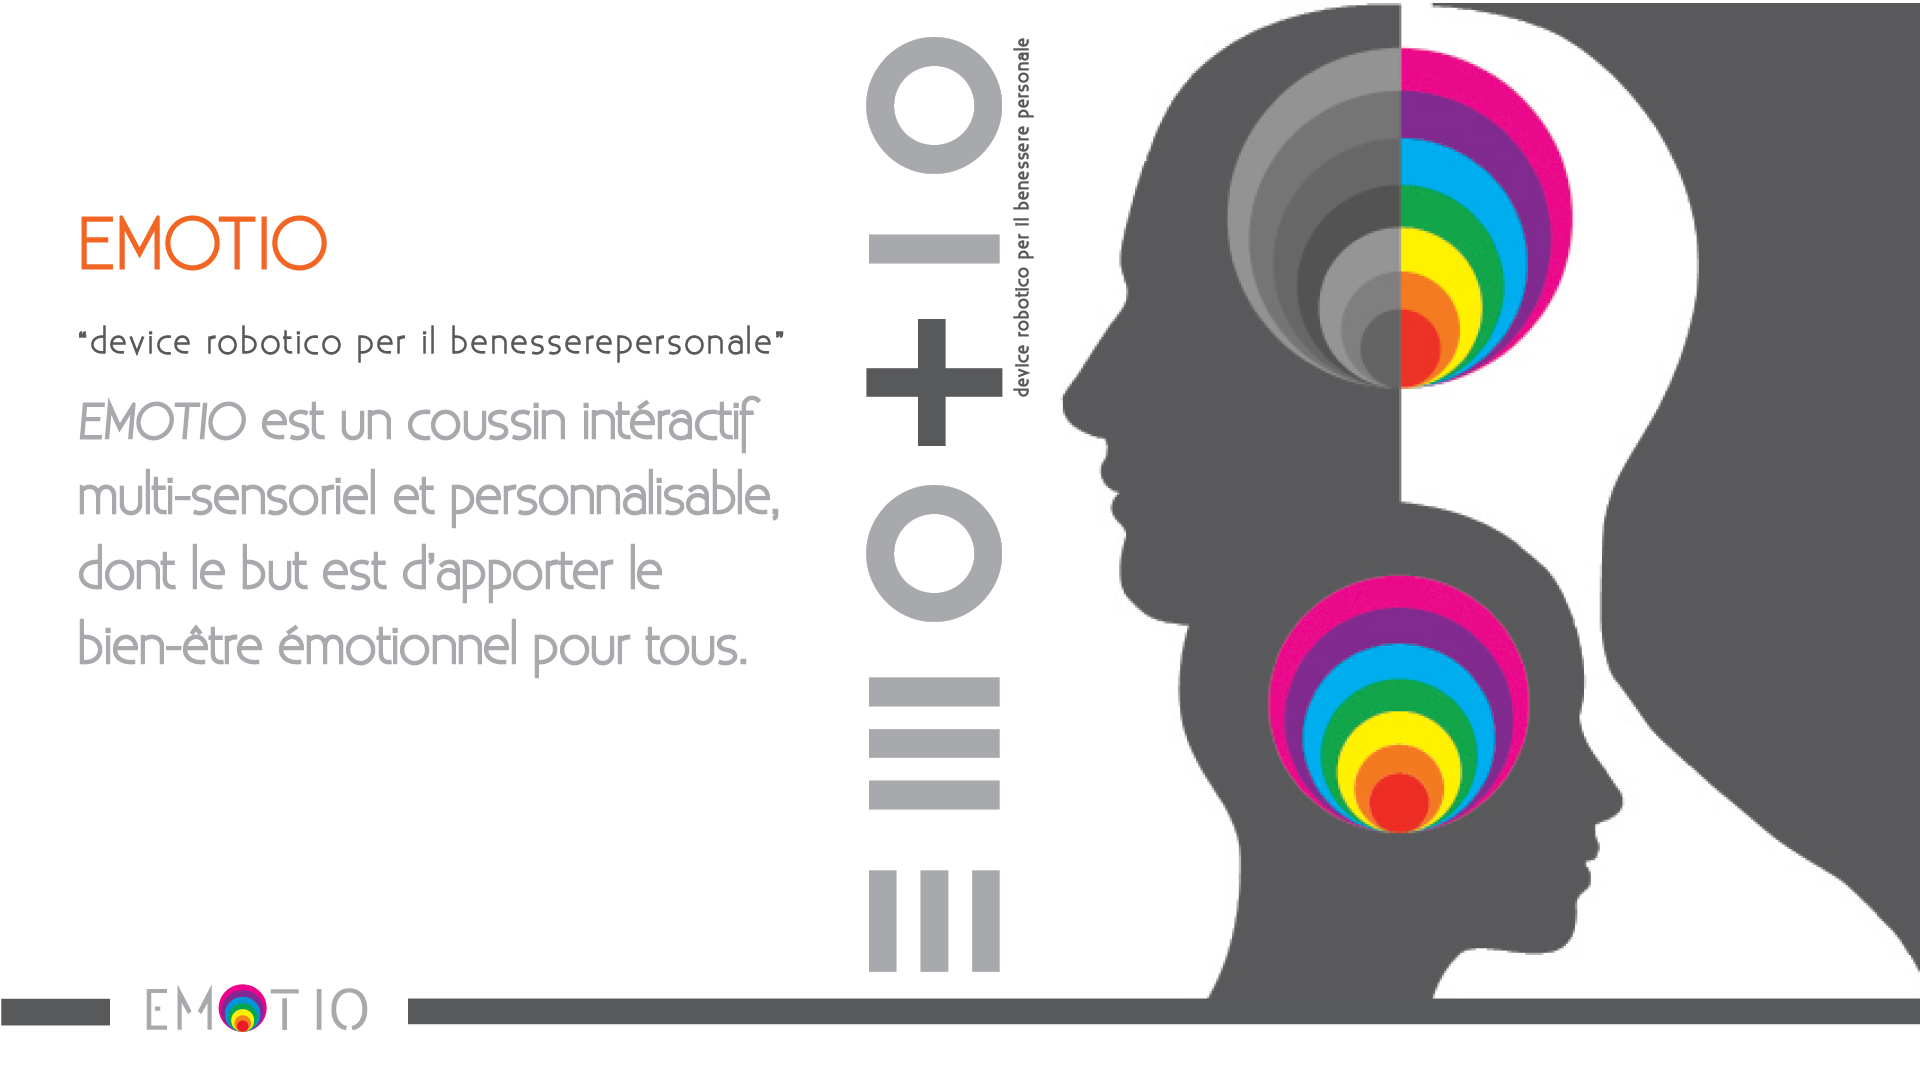 EMOTIO
“device robotico per il benesserepersonale”
EMOTIO est un coussin intéractif
multi-sensoriel et personnalisable,
dont le but est d’apporter le
bien-être émotionnel pour tous.
device robotico per il benessere personale
EMOTIO